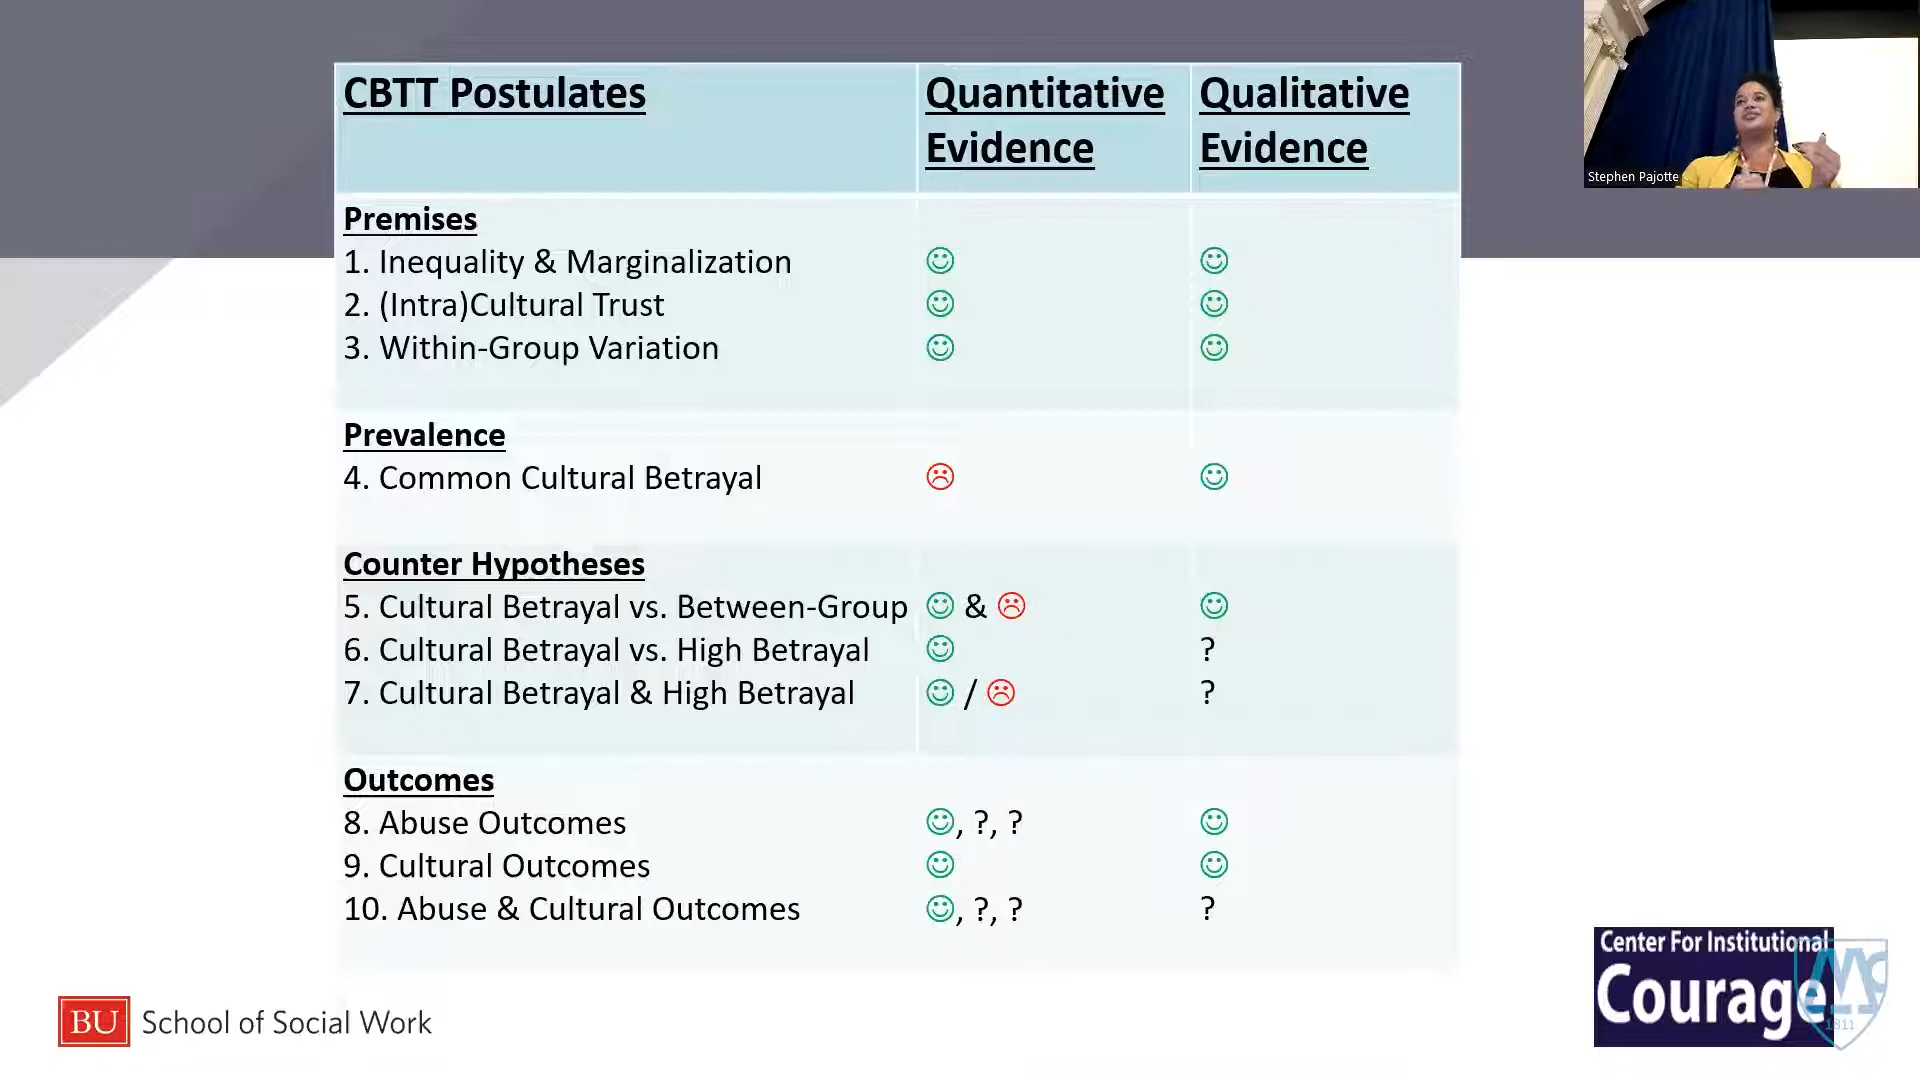 CBTT Postulates
Quantitative Evidence
Qualitative Evidence
Stephen Pajotte
Premises
1. Inequality & Marginalization ☺ ☺
2. (Intra)Cultural Trust ☺ ☺
3. Within-Group Variation ☺ ☺
Prevalence
4. Common Cultural Betrayal ☹ ☺
Counter Hypotheses
5. Cultural Betrayal vs. Between-Group ☺ & ☹ ☺
6. Cultural Betrayal vs. High Betrayal ☺ ?
7. Cultural Betrayal & High Betrayal ☺ / ☹ ?
Outcomes
8. Abuse Outcomes ☺, ?, ? ☺
9. Cultural Outcomes ☺ ☺
10. Abuse & Cultural Outcomes ☺, ?, ? ?
BU School of Social Work
Center For Institutional
Courage
1811